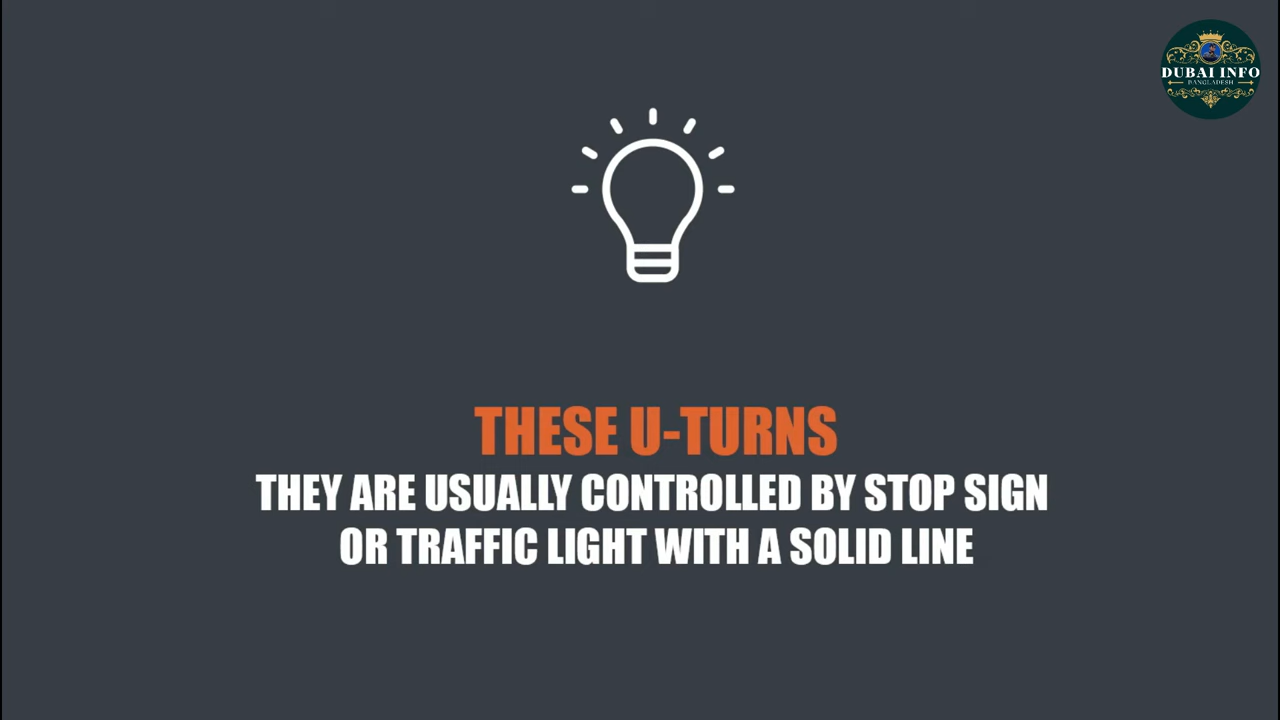 DUBAI INFO
BANGLADESH
THESE U-TURNS
THEY ARE USUALLY CONTROLLED BY STOP SIGN
OR TRAFFIC LIGHT WITH A SOLID LINE